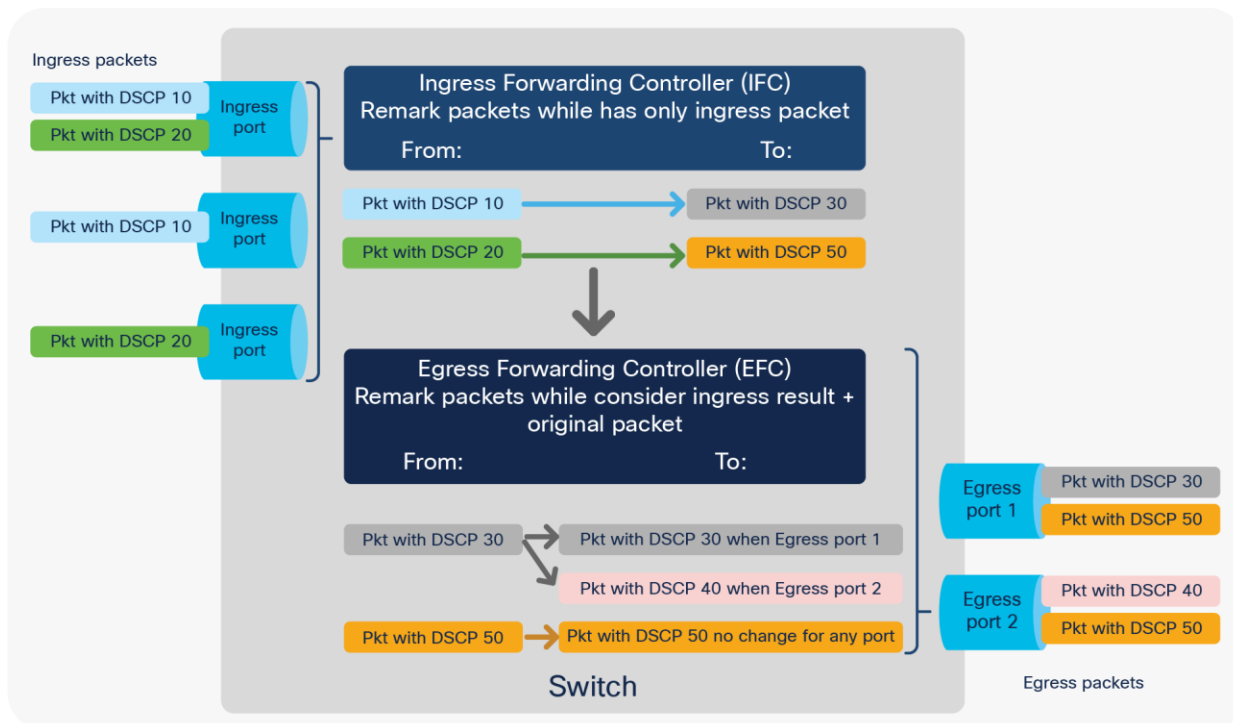 Ingress packets
Pkt with DSCP 10
Pkt with DSCP 20
Ingress
port
Pkt with DSCP 10
Ingress
port
Pkt with DSCP 20
Ingress
port
Ingress Forwarding Controller (IFC)
Remark packets while has only ingress packet
From: To:
Pkt with DSCP 10 Pkt with DSCP 30
Pkt with DSCP 20 Pkt with DSCP 50
Egress Forwarding Controller (EFC)
Remark packets while consider ingress result +
original packet
From: To:
Pkt with DSCP 30 Pkt with DSCP 30 when Egress port 1
Pkt with DSCP 40 when Egress port 2
Pkt with DSCP 50 Pkt with DSCP 50 no change for any port
Switch
Egress
port 1
Pkt with DSCP 30
Pkt with DSCP 50
Egress
port 2
Pkt with DSCP 40
Pkt with DSCP 50
Egress packets